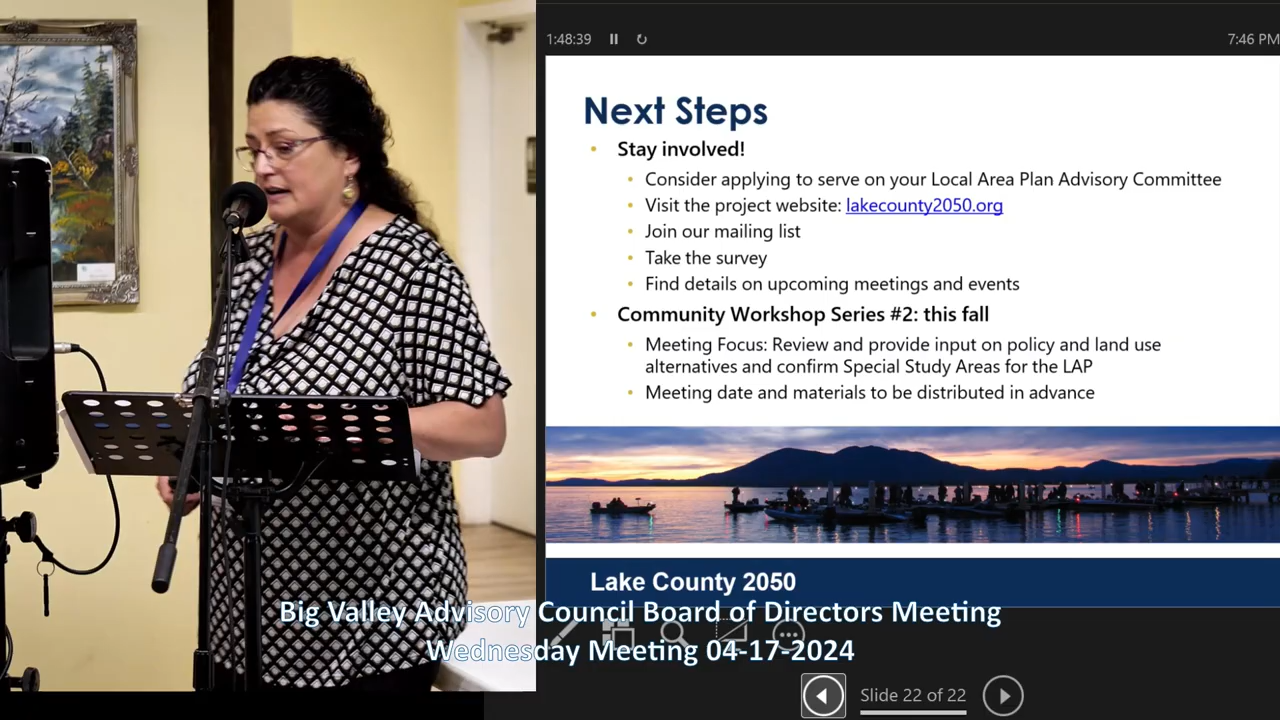 1:48:39
7:46 PM
Next Steps
• Stay involved!
• Consider applying to serve on your Local Area Plan Advisory Committee
• Visit the project website: lakecounty2050.org
• Join our mailing list
• Take the survey
• Find details on upcoming meetings and events
• Community Workshop Series #2: this fall
• Meeting Focus: Review and provide input on policy and land use
alternatives and confirm Special Study Areas for the LAP
• Meeting date and materials to be distributed in advance
Lake County 2050
Big Valley Advisory Council Board of Directors Meeting
Wednesday Meeting 04-17-2024
Slide 22 of 22